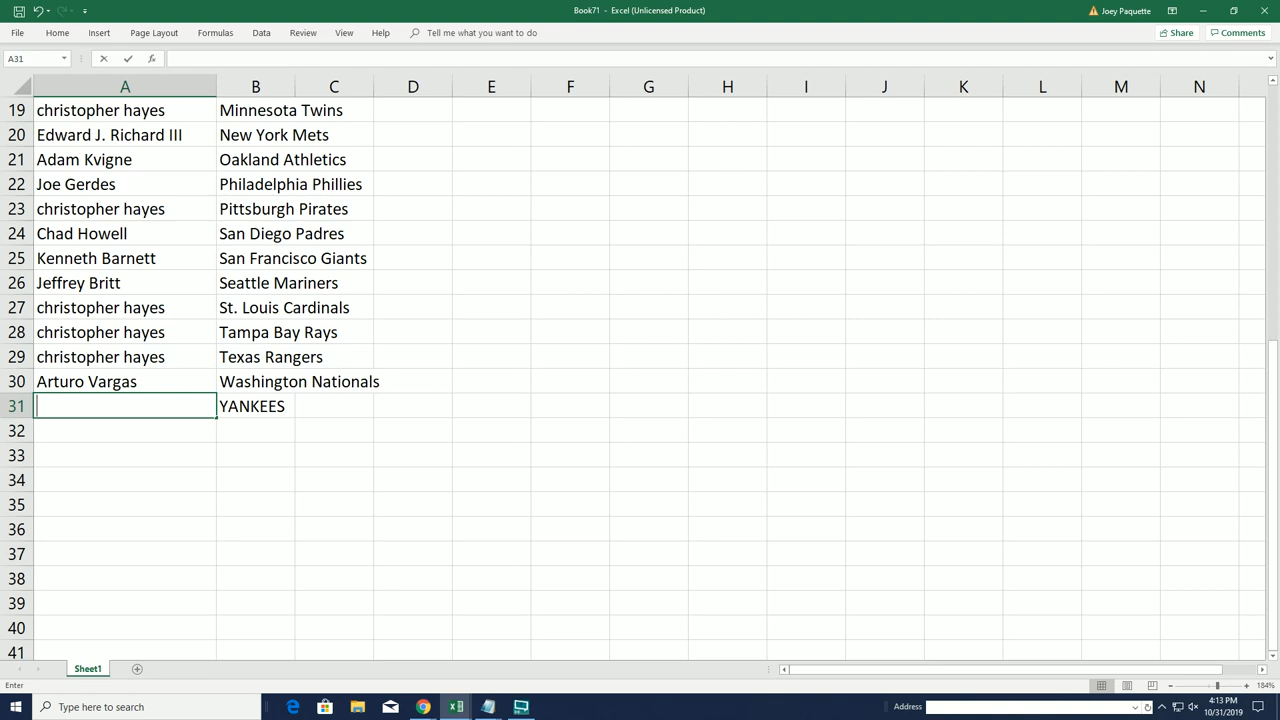 Book71 - Excel (Unlicensed Product)
Joey Paquette
File Home Insert Page Layout Formulas Data Review View Help Tell me what you want to do Share Comments
A31 fx
A B C D E F G H I J K L M N
19 christopher hayes Minnesota Twins
20 Edward J. Richard III New York Mets
21 Adam Kvigne Oakland Athletics
22 Joe Gerdes Philadelphia Phillies
23 christopher hayes Pittsburgh Pirates
24 Chad Howell San Diego Padres
25 Kenneth Barnett San Francisco Giants
26 Jeffrey Britt Seattle Mariners
27 christopher hayes St. Louis Cardinals
28 christopher hayes Tampa Bay Rays
29 christopher hayes Texas Rangers
30 Arturo Vargas Washington Nationals
31 YANKEES
32
33
34
35
36
37
38
39
40
41
Sheet1
Enter 184%
Type here to search Address 4:13 PM
10/31/2019